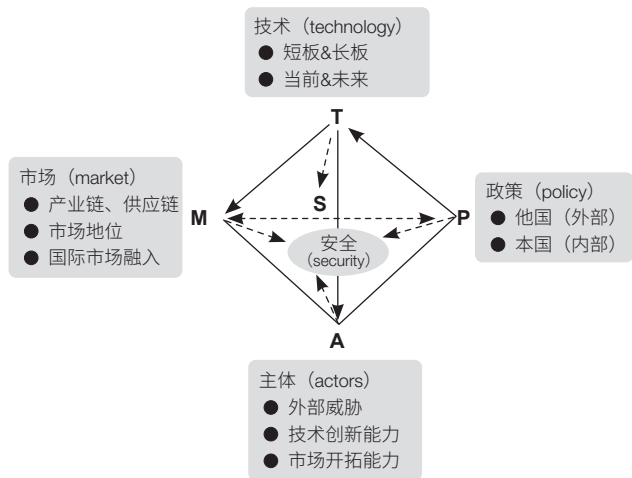 技术（technology）
● 短板&长板
● 当前&未来
T
市场（market）
● 产业链、供应链
● 市场地位
● 国际市场融入
M
S
P
政策（policy）
● 他国（外部）
● 本国（内部）
安全
（security）
A
主体（actors）
● 外部威胁
● 技术创新能力
● 市场开拓能力